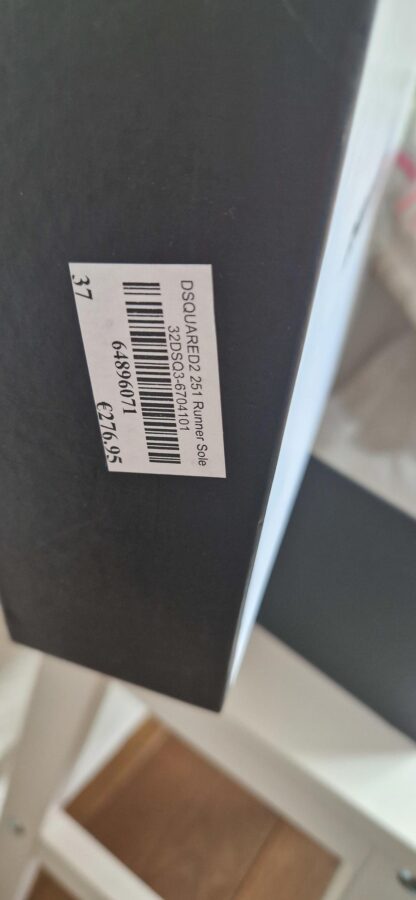 DSQUARED2 251 Runner Sole
32DSQ3-6704101
64896071
37
€276.95